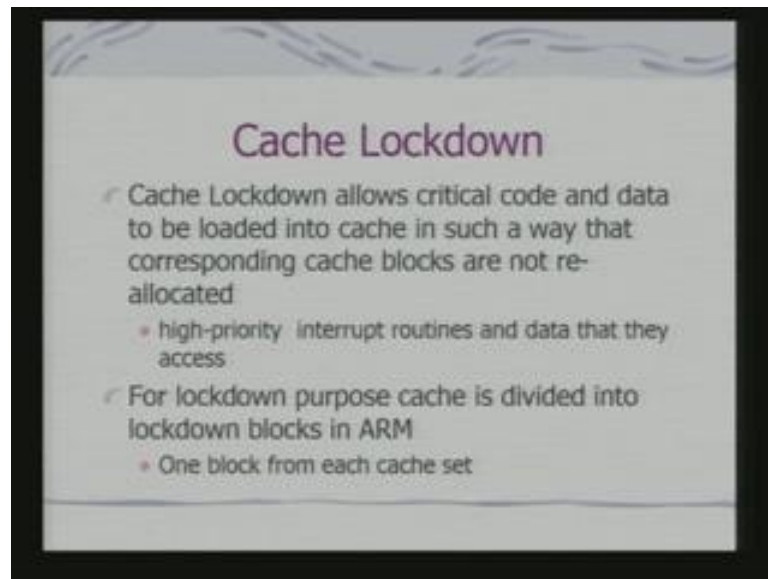 Cache Lockdown
Cache Lockdown allows critical code and data
to be loaded into cache in such a way that
corresponding cache blocks are not re-
allocated
high-priority interrupt routines and data that they
access
For lockdown purpose cache is divided into
lockdown blocks in ARM
One block from each cache set